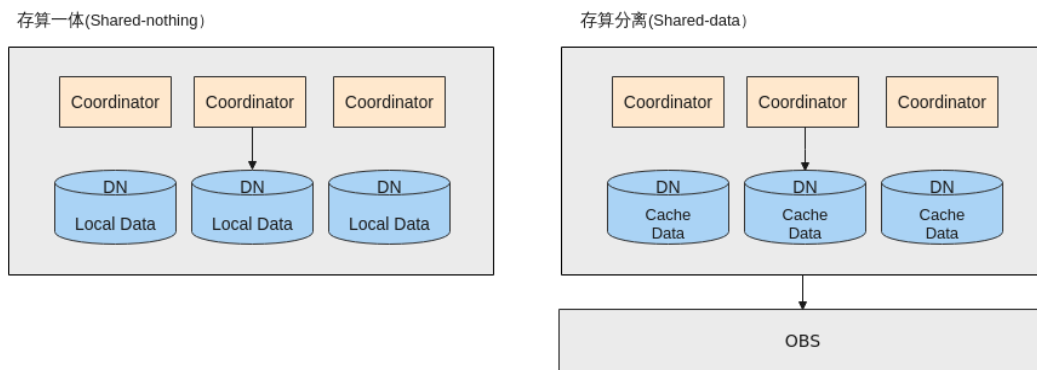 存算一体(Shared-nothing）
Coordinator
Coordinator
Coordinator
DN
Local Data
DN
Local Data
DN
Local Data
存算分离(Shared-data）
Coordinator
Coordinator
Coordinator
DN
Cache
Data
DN
Cache
Data
DN
Cache
Data
OBS